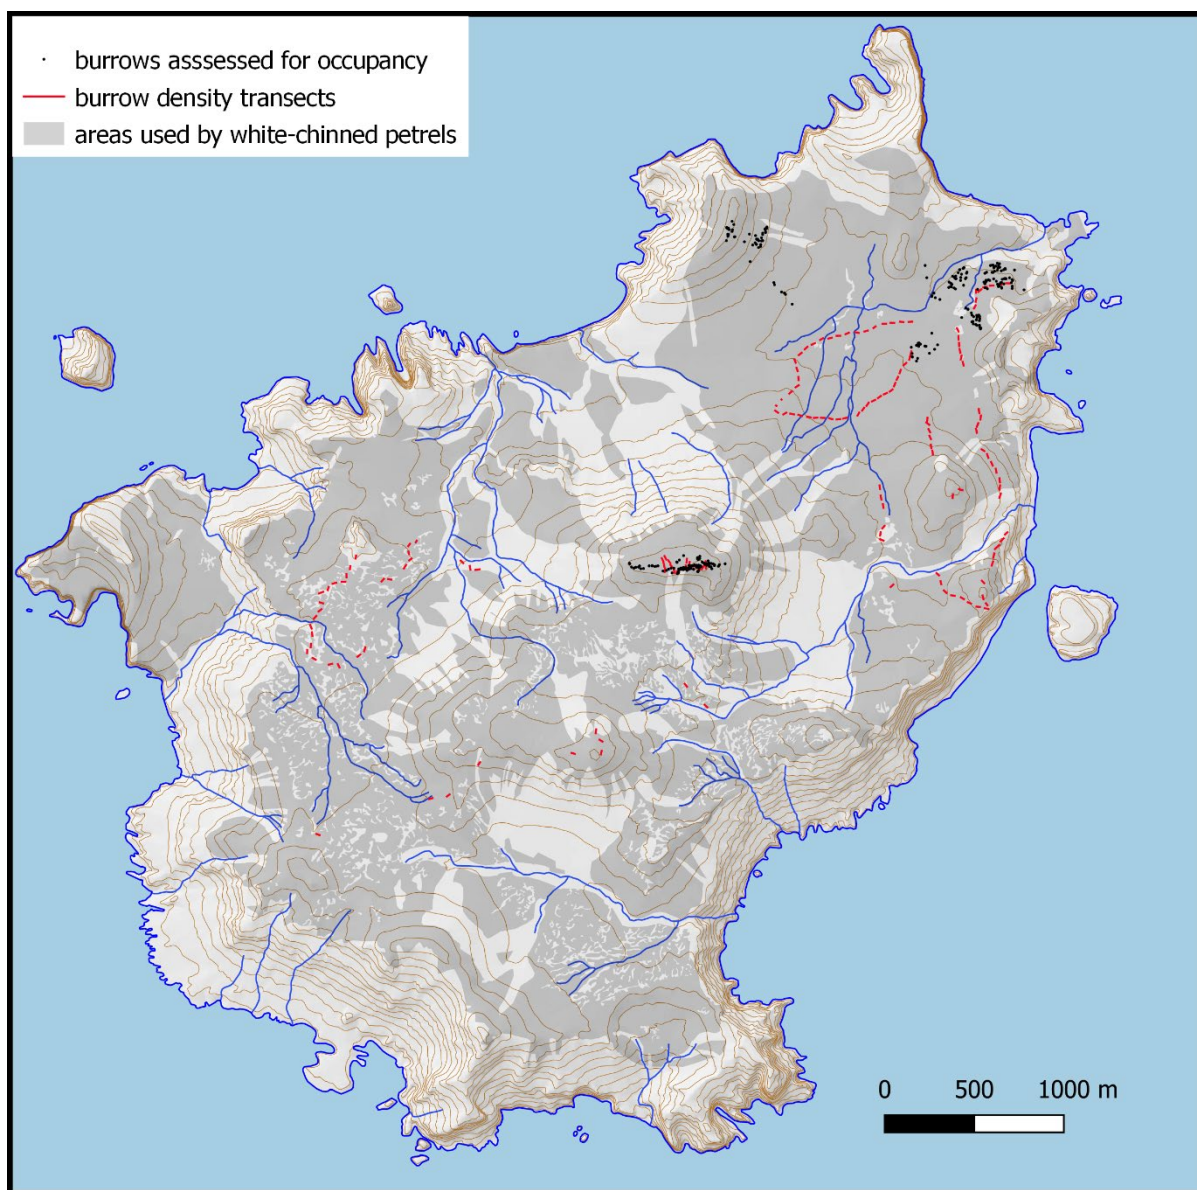 burrows asssessed for occupancy
burrow density transects
areas used by white-chinned petrels
0 500 1000 m